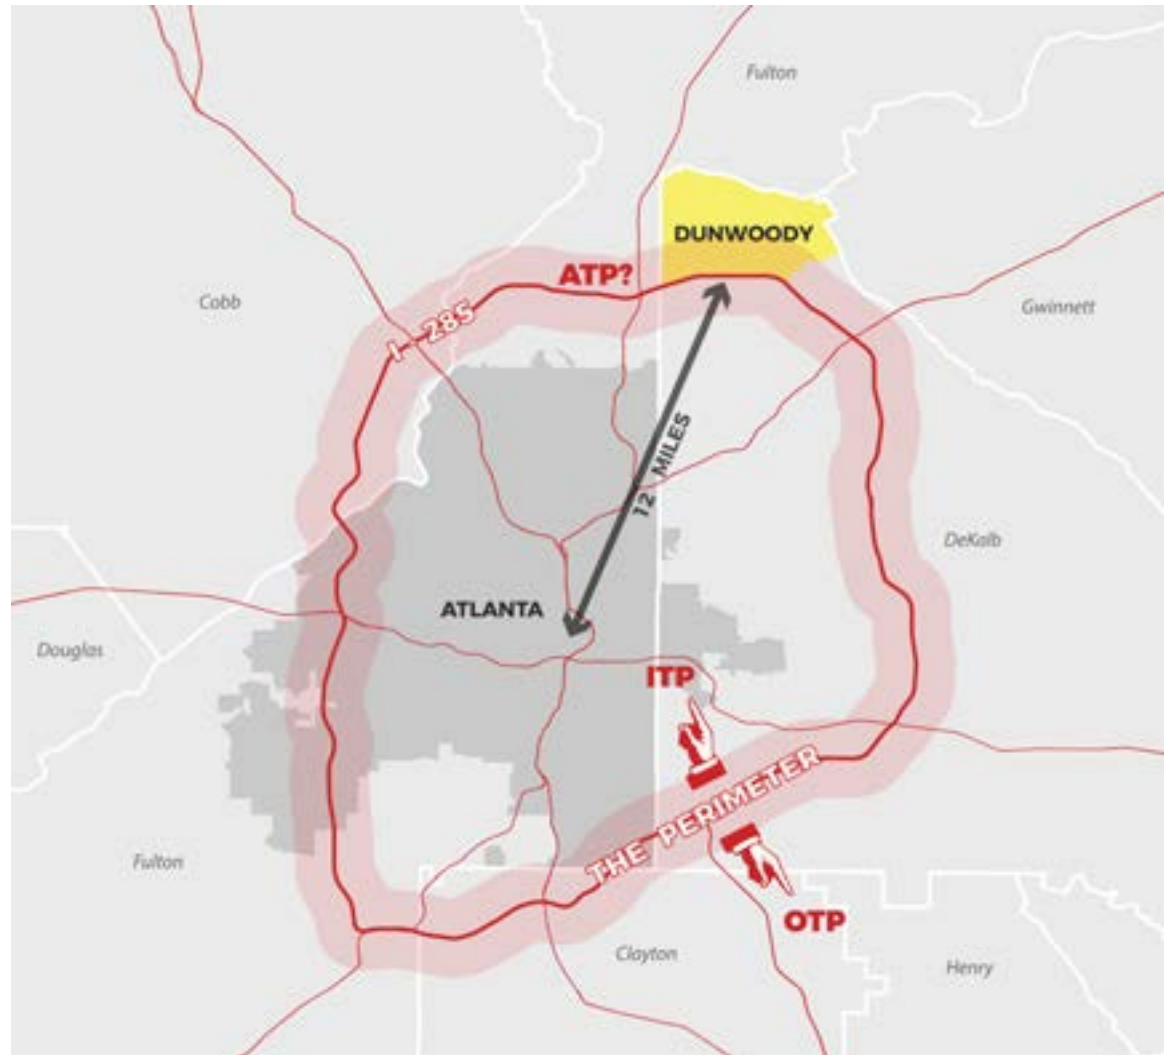 Fulton
DUNWOODY
ATP?
Cobb
I - 285
Gwinnett
12 MILES
DeKalb
ATLANTA
Douglas
ITP
THE PERIMETER
Fulton
OTP
Clayton
Henry